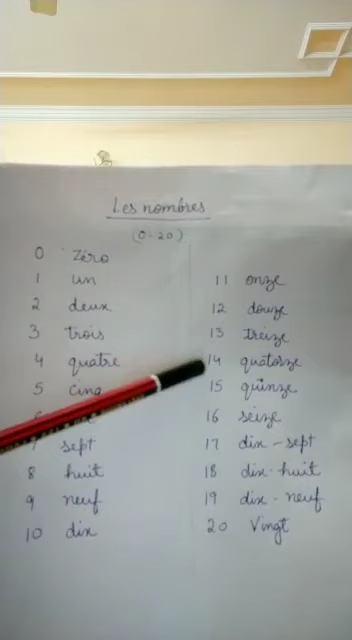 Les nombres
(0-20)
0 Zéro
1 un
2 deux
3 trois
4 quatre
5 cinq
sept
8 huit
9 neuf
10 dix
11 onze
12 douze
13 treize
14 quatorze
15 quinze
16 seize
17 dix-sept
18 dix-huit
19 dix-neuf
20 Vingt